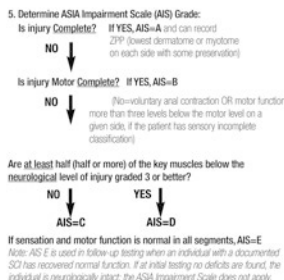 5. Determine ASIA Impairment Scale (AIS) Grade:
Is injury Complete? If YES, AIS=A and can record
ZPP (lowest dermatome or myotome
on each side with some preservation)
NO
Is injury Motor Complete? If YES, AIS=B
NO
(No=voluntary anal contraction OR motor function
more than three levels below the motor level on a
given side, if the patient has sensory incomplete
classification)
Are at least half (half or more) of the key muscles below the
neurological level of injury graded 3 or better?
NO YES
AIS=C AIS=D
If sensation and motor function is normal in all segments, AIS=E
Note: AIS E is used in follow-up testing when an individual with a documented
SCI has recovered normal function. If at initial testing no deficits are found, the
individual is neurologically intact; the ASIA Impairment Scale does not apply.